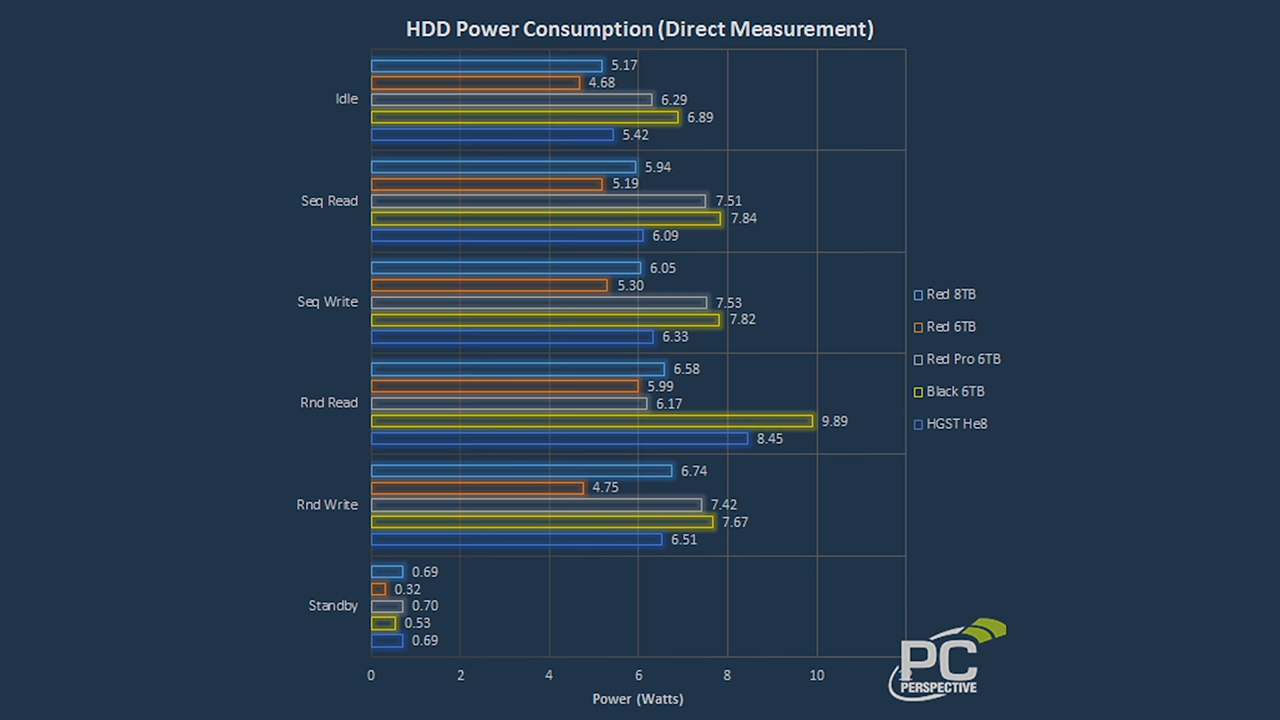 HDD Power Consumption (Direct Measurement)
Idle
5.17
4.68
6.29
6.89
5.42
Seq Read
5.94
5.19
7.51
7.84
6.09
Seq Write
6.05
5.30
7.53
7.82
6.33
Rnd Read
6.58
5.99
6.17
9.89
8.45
Rnd Write
6.74
4.75
7.42
7.67
6.51
Standby
0.69
0.32
0.70
0.53
0.69
0 2 4 6 8 10
Power (Watts)
Red 8TB
Red 6TB
Red Pro 6TB
Black 6TB
HGST He8
PC
PERSPECTIVE